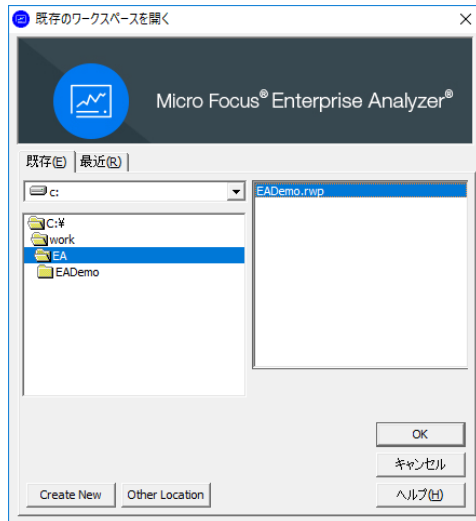 既存のワークスペースを開く
Micro Focus® Enterprise Analyzer®
既存(E) 最近(R)
c:
EADemo.rwp
C:¥
work
EA
EADemo
OK
キャンセル
Create New Other Location ヘルプ(H)